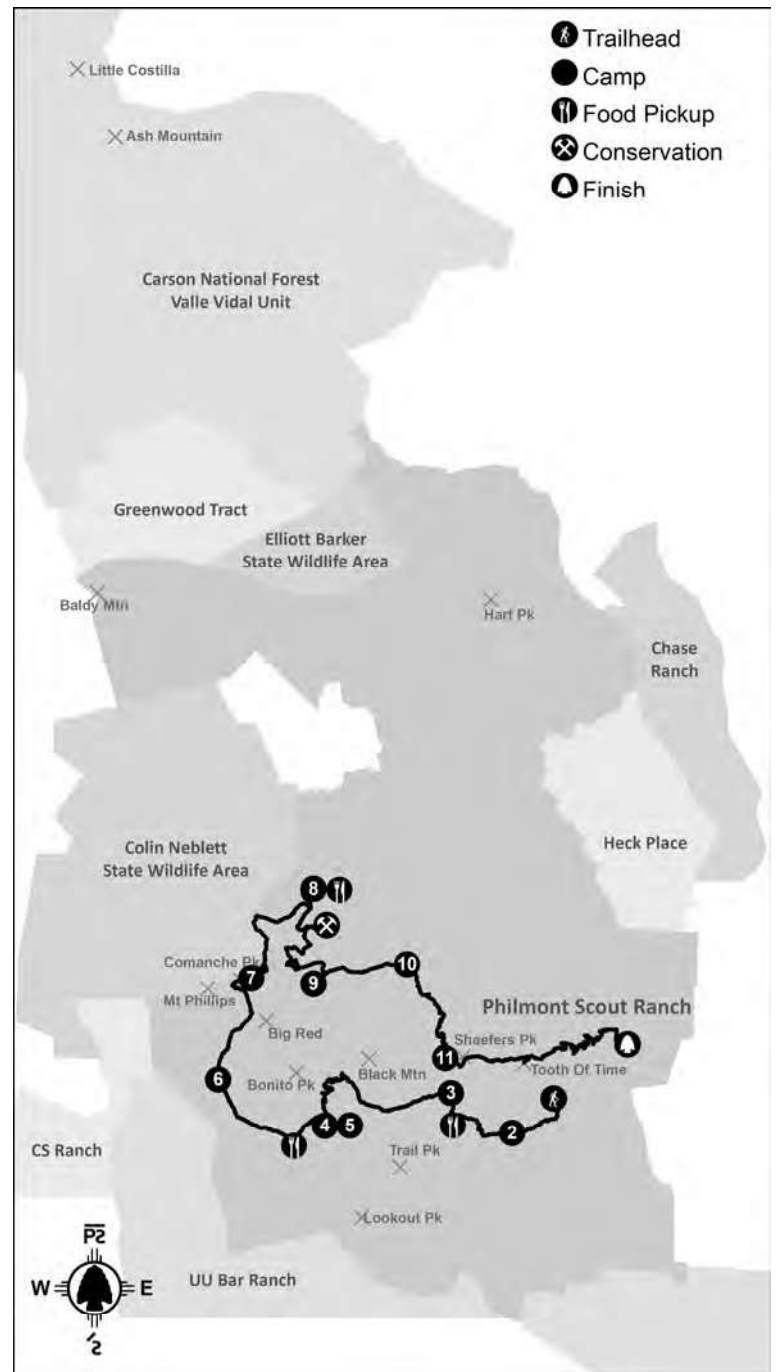 Trailhead
Camp
Food Pickup
Conservation
Finish
Little Costilla
Ash Mountain
Carson National Forest
Valle Vidal Unit
Greenwood Tract
Elliott Barker
State Wildlife Area
Baldy Mtn
Hart Pk
Chase
Ranch
Colin Neblett
State Wildlife Area
Heck Place
8
Comanche Pk
7
9
10
Mt Phillips
Philmont Scout Ranch
Big Red
Shaefers Pk
11
Black Mtn
Tooth Of Time
Bonito Pk
6
3
4
5
2
CS Ranch
Trail Pk
Lookout Pk
UU Bar Ranch
W
E